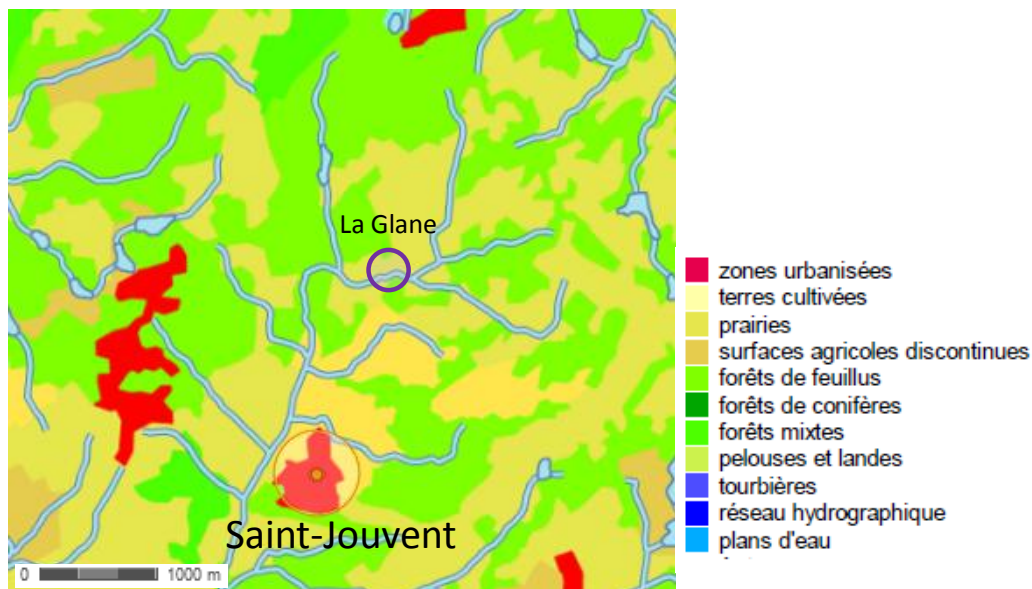 La Glane
Saint-Jouvent
0 1000 m
zones urbanisées
terres cultivées
prairies
surfaces agricoles discontinues
forêts de feuillus
forêts de conifères
forêts mixtes
pelouses et landes
tourbières
réseau hydrographique
plans d'eau